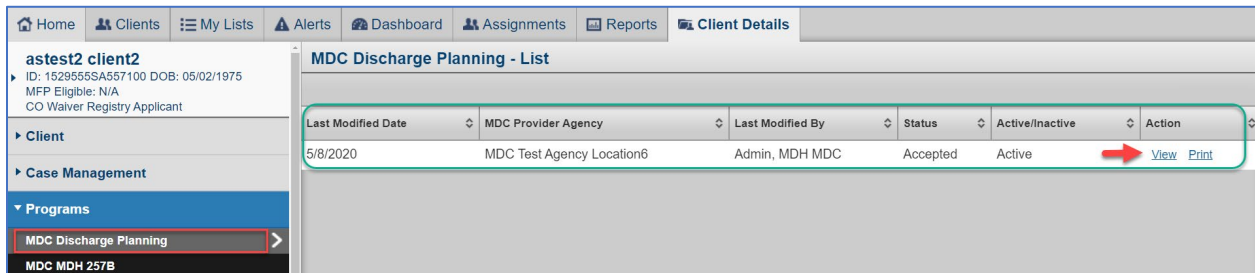 Home Clients My Lists Alerts Dashboard Assignments Reports Client Details
astest2 client2
ID: 1529555SA557100 DOB: 05/02/1975
MFP Eligible: N/A
CO Waiver Registry Applicant
Client
Case Management
Programs
MDC Discharge Planning
MDC MDH 257B
MDC Discharge Planning - List
Last Modified Date MDC Provider Agency Last Modified By Status Active/Inactive Action
5/8/2020 MDC Test Agency Location6 Admin, MDH MDC Accepted Active View Print